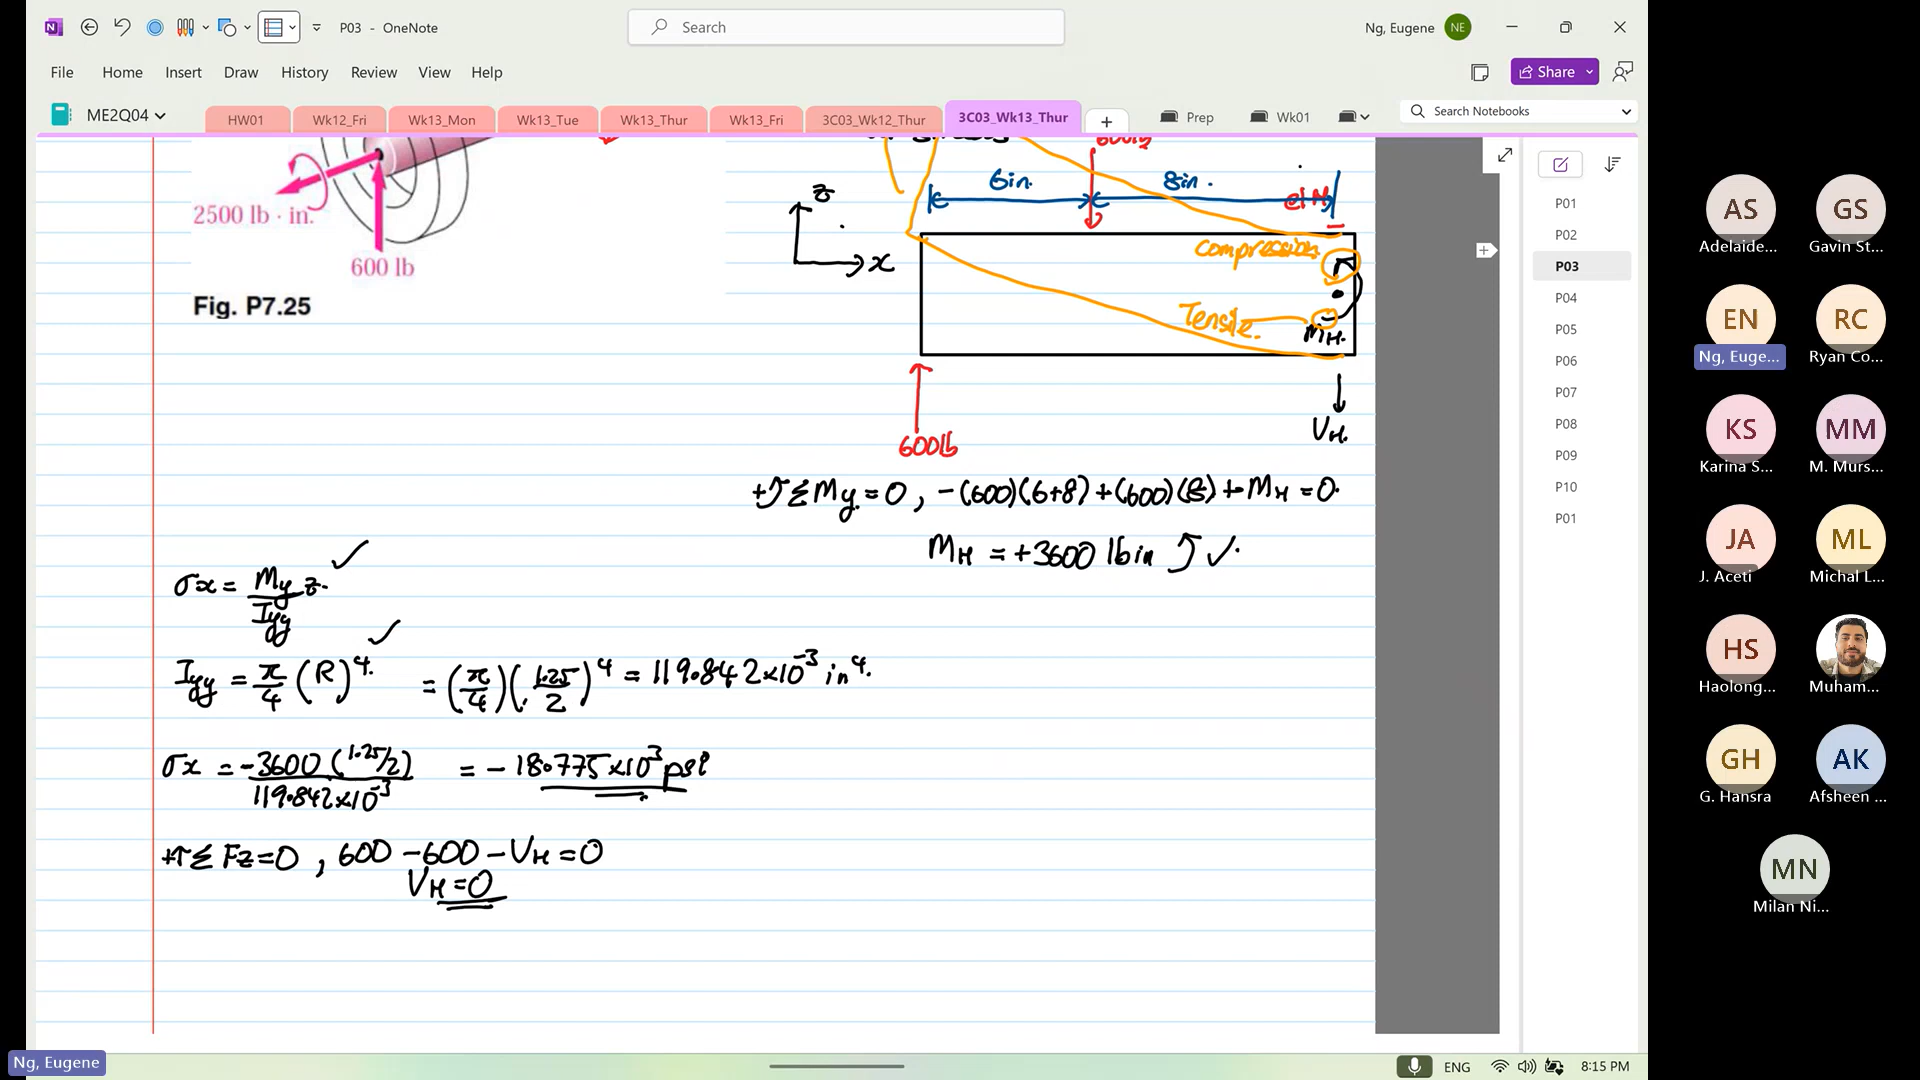 P03 - OneNote
Search
Ng, Eugene
NE
File Home Insert Draw History Review View Help
Share
ME2Q04
HW01 Wk12_Fri Wk13_Mon Wk13_Tue Wk13_Thur Wk13_Fri 3C03_Wk12_Thur 3C03_Wk13_Thur
Prep Wk01
Search Notebooks
2500 lb · in.
600 lb
Fig. P7.25
600lb
6in.
8in.
z
x
compression
Tensile.
MH.
600lb
VH.
+↑ΣMy=0, -(600)(6+8)+(600)(8)+MH=0.
MH = +3600 lbin ✓
σx = My z. ✓
Iyy
Iyy = π/4 (R)^4. ✓ = (π/4)(1.25/2)^4 = 119.842×10^-3 in^4.
σx = -3600 (1.25/2) = -18.775×10^3 psi
119.842×10^-3
+↑Σ Fz=0, 600 -600 -VH =0
VH =0
P01
P02
P03
P04
P05
P06
P07
P08
P09
P10
P01
AS
Adelaide...
GS
Gavin St...
EN
Ng, Euge...
RC
Ryan Co...
KS
Karina S...
MM
M. Murs...
JA
J. Aceti
ML
Michal L...
HS
Haolong...
Muham...
GH
G. Hansra
AK
Afsheen ...
MN
Milan Ni...
Ng, Eugene
ENG
8:15 PM